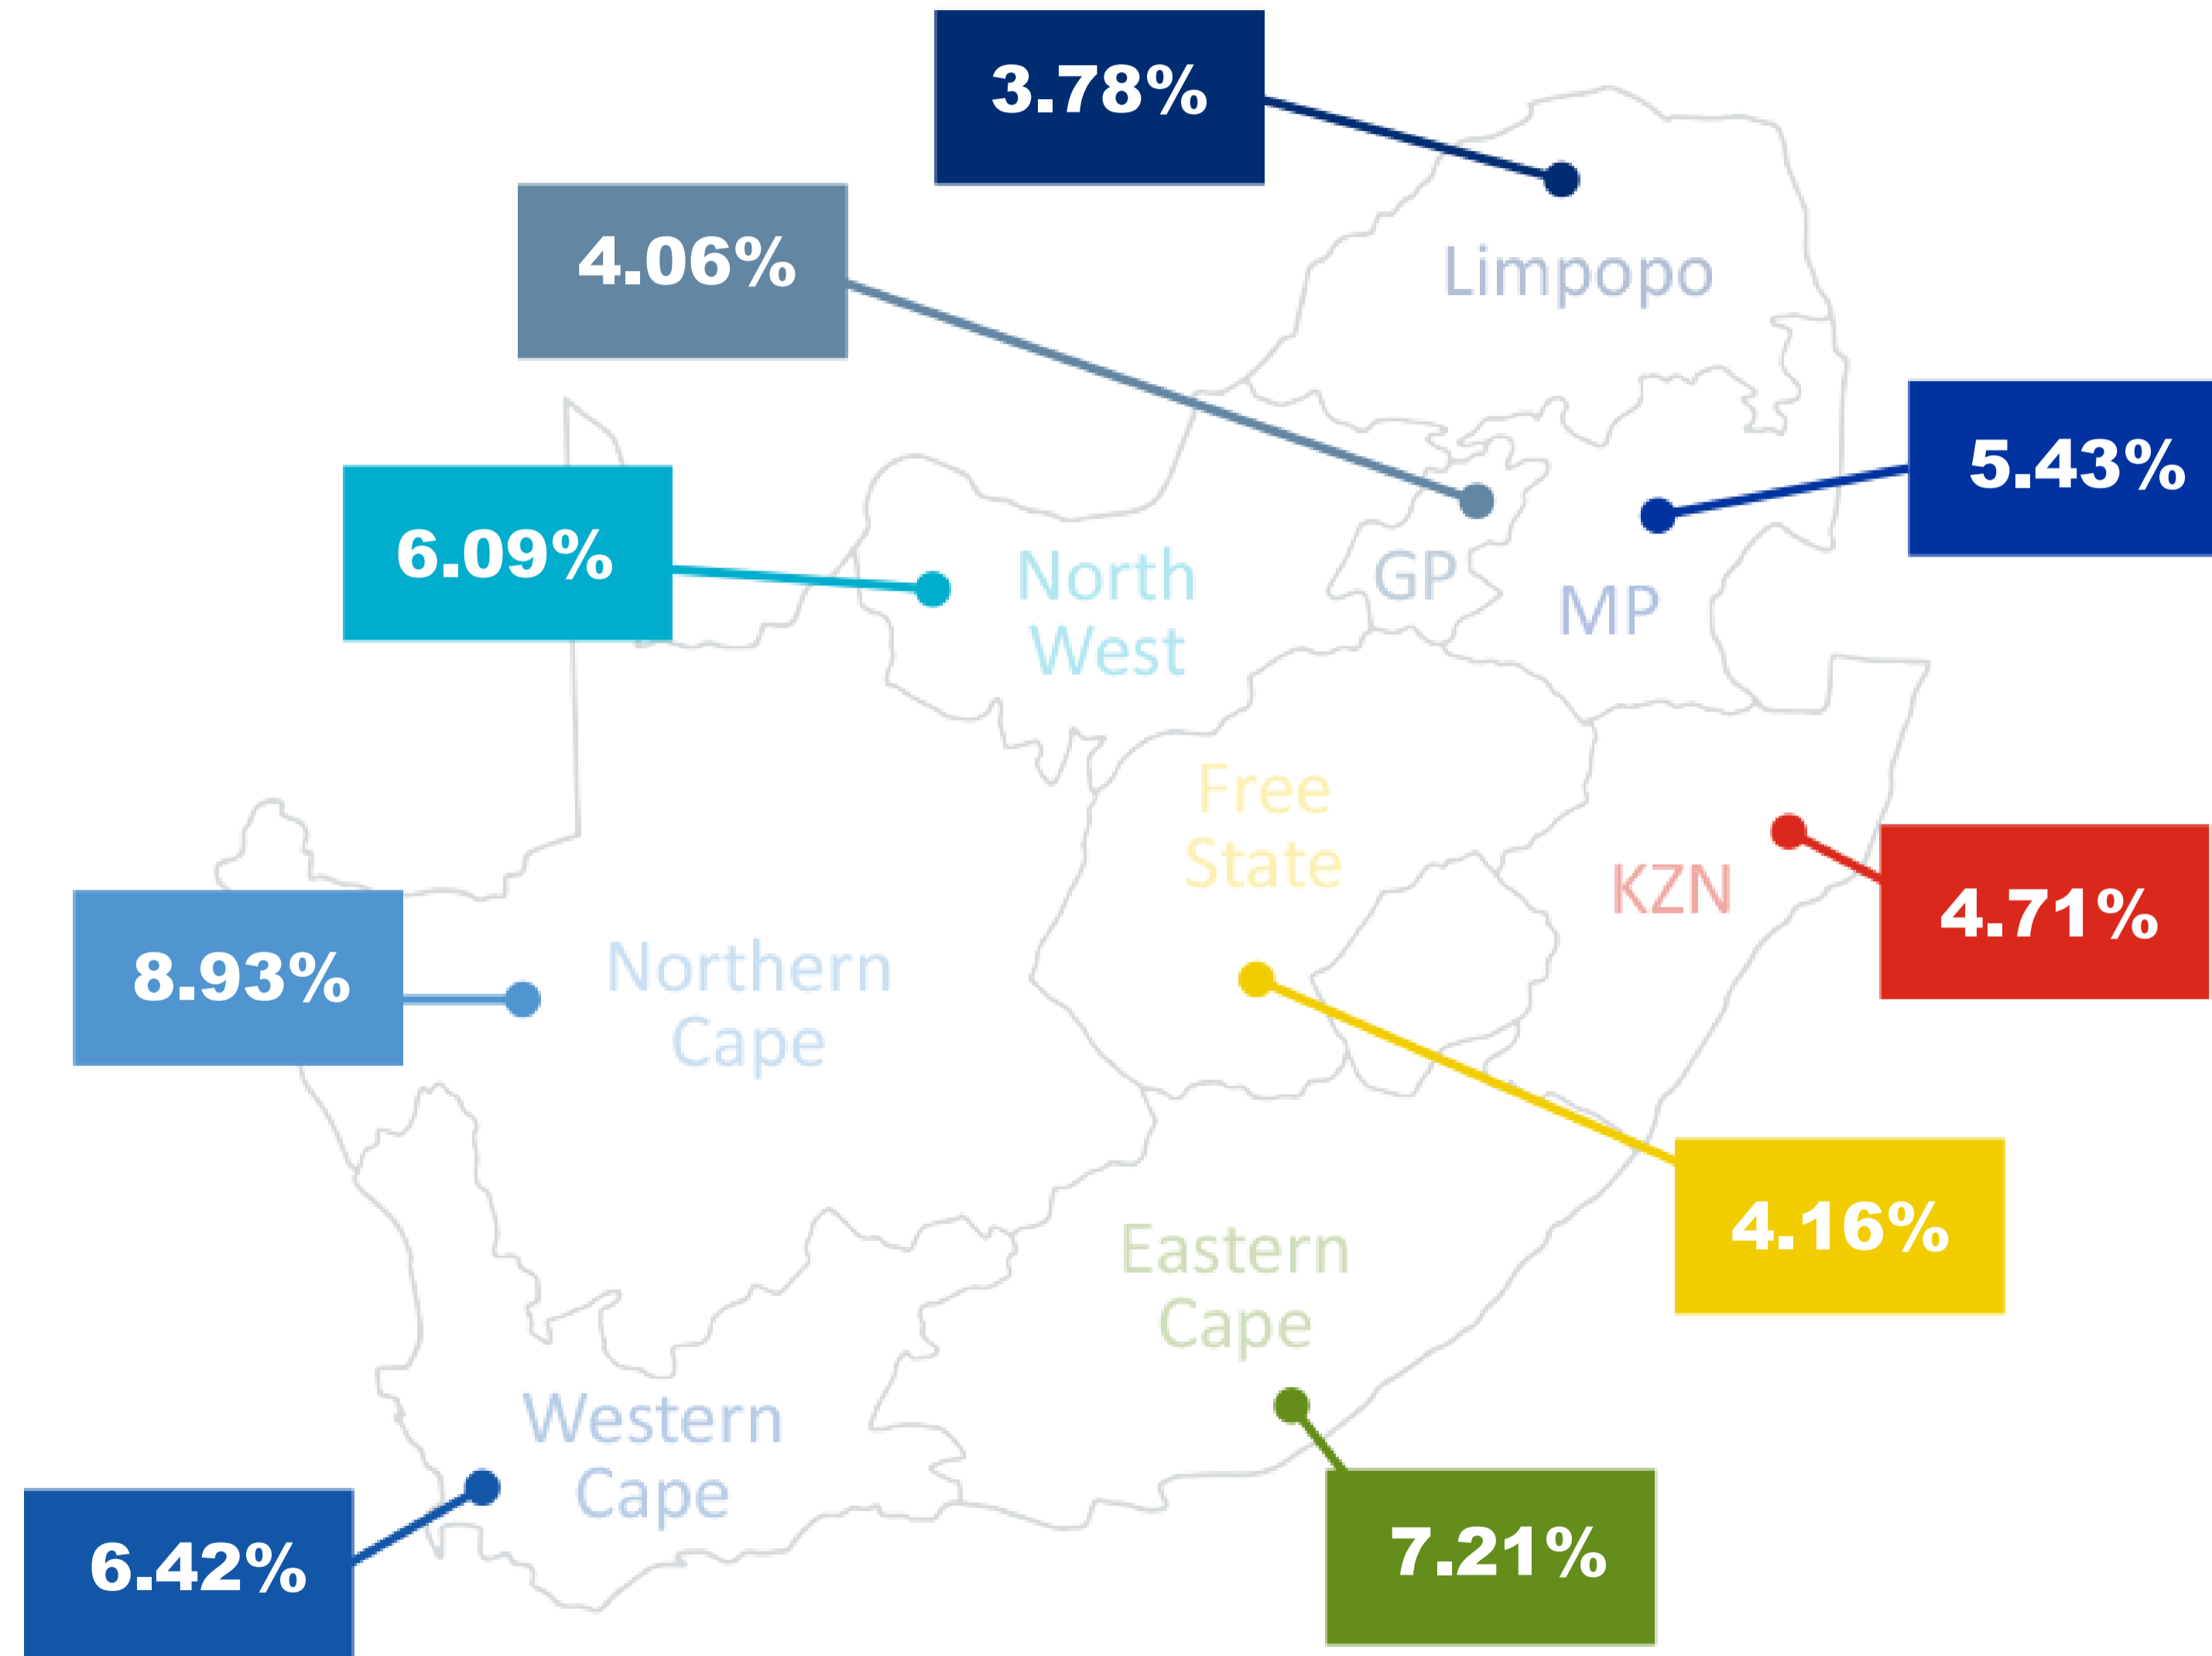 3.78%
4.06%
Limpopo
5.43%
6.09%
North
West
GP
MP
Free
State
KZN
4.71%
8.93%
Northern
Cape
4.16%
Eastern
Cape
Western
Cape
7.21%
6.42%